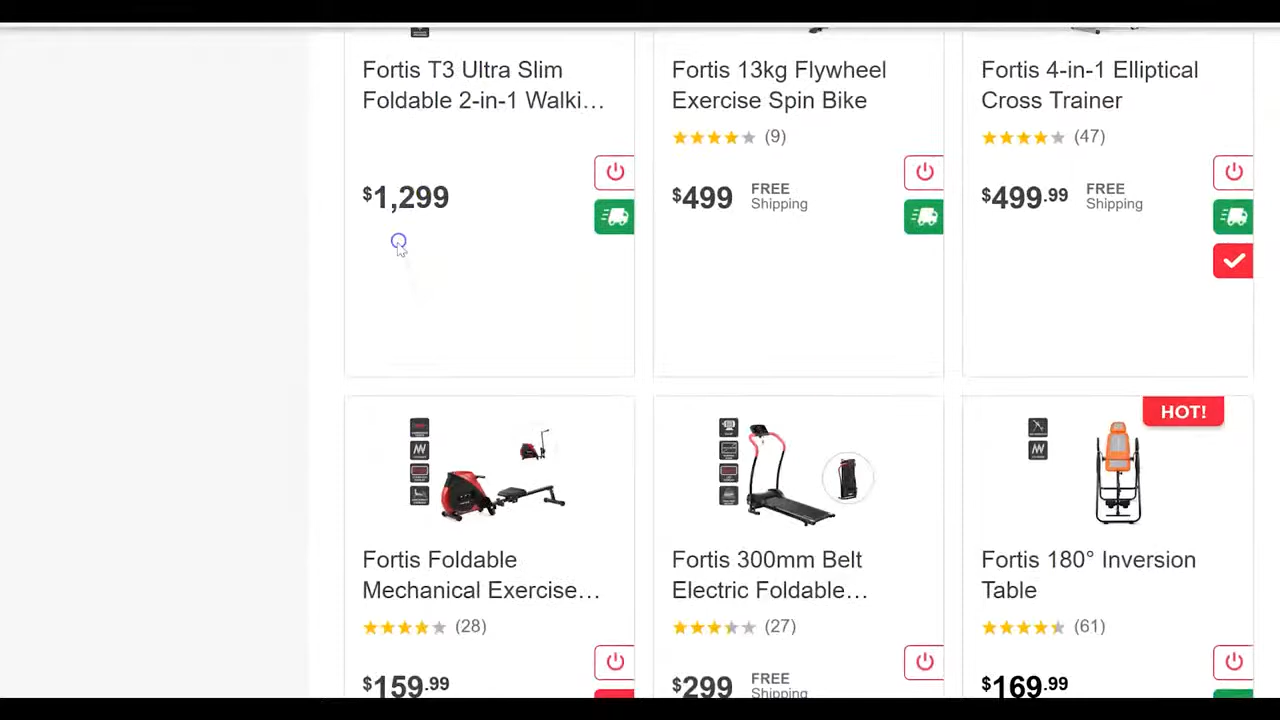 Fortis T3 Ultra Slim
Foldable 2-in-1 Walki...
$1,299
Fortis 13kg Flywheel
Exercise Spin Bike
(9)
$499 FREE
Shipping
Fortis 4-in-1 Elliptical
Cross Trainer
(47)
$499.99 FREE
Shipping
Fortis Foldable
Mechanical Exercise...
(28)
$159.99
Fortis 300mm Belt
Electric Foldable...
(27)
$299 FREE
Shipping
HOT!
Fortis 180° Inversion
Table
(61)
$169.99